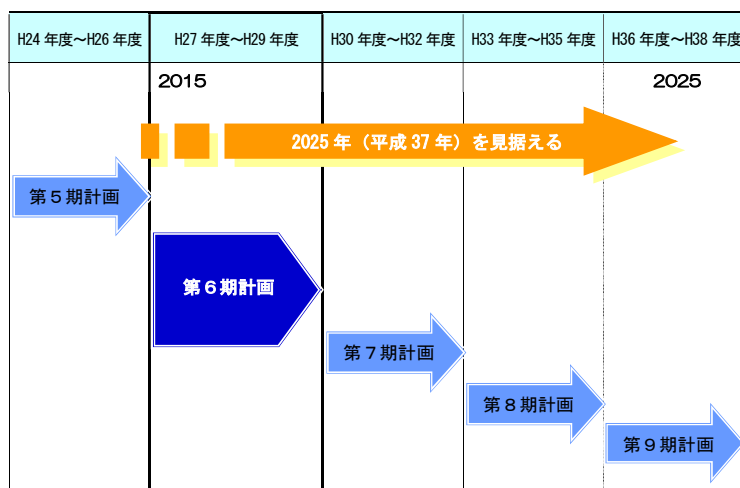 H24 年度～H26 年度 H27 年度～H29 年度 H30 年度～H32 年度 H33 年度～H35 年度 H36 年度～H38 年度
2015 2025
2025 年（平成 37 年）を見据える
第５期計画
第６期計画
第７期計画
第８期計画
第９期計画